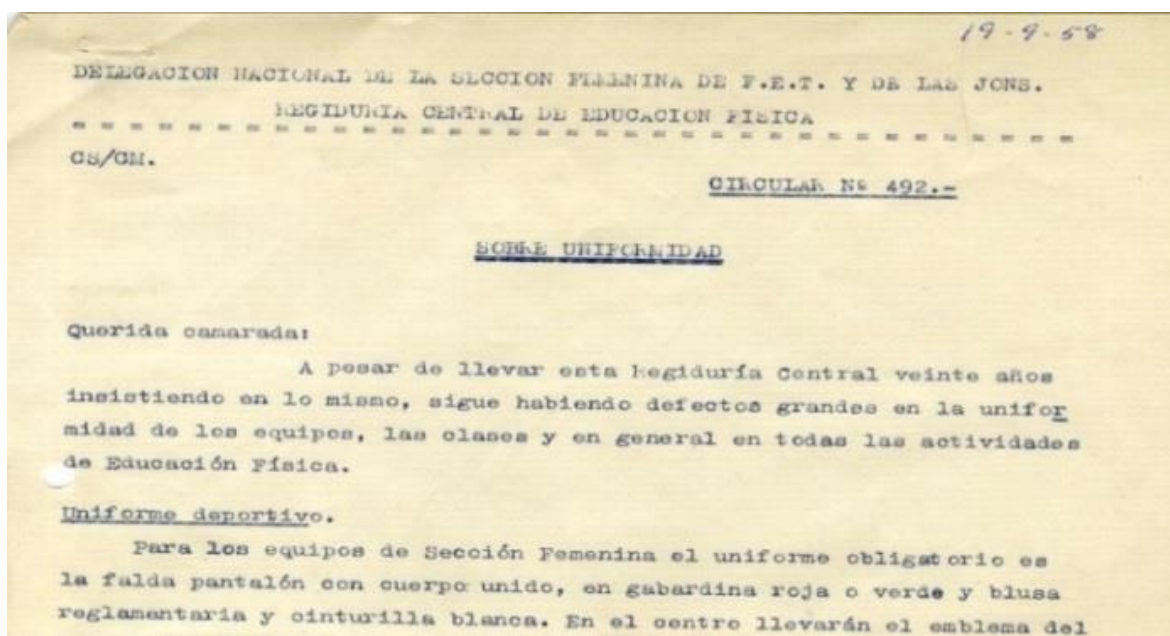 19-9-58
DELEGACION NACIONAL DE LA SECCION FEMENINA DE F.E.T. Y DE LAS JONS.
REGIDURIA CENTRAL DE EDUCACION FISICA
= = = = = = = = = = = = = = = = = = = = = = = = = = = = = = = = = = =
CS/CM.
CIRCULAR Nº 492.-
SOBRE UNIFORMIDAD
Querida camarada:
A pesar de llevar esta Regiduría Central veinte años
insistiendo en lo mismo, sigue habiendo defectos grandes en la unifor
midad de los equipos, las clases y en general en todas las actividades
de Educación Física.
Uniforme deportivo.
Para los equipos de Sección Femenina el uniforme obligatorio es
la falda pantalón con cuerpo unido, en gabardina roja o verde y blusa
reglamentaria y cinturilla blanca. En el centro llevarán el emblema del